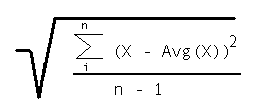 n
∑ (X - Avg(X))²
i
n - 1